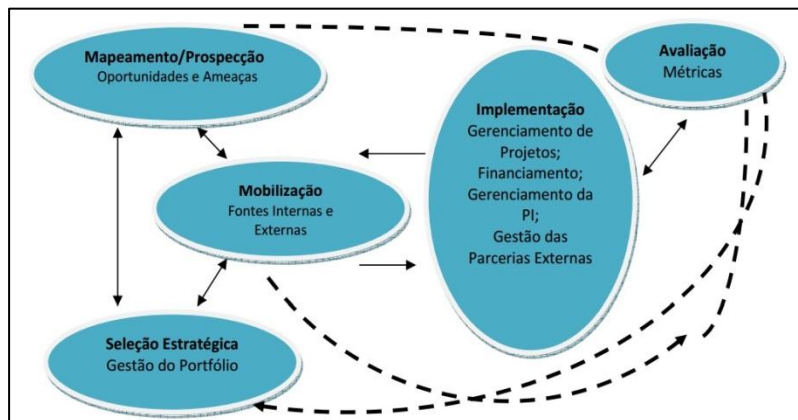 Mapeamento/Prospecção
Oportunidades e Ameaças
Avaliação
Métricas
Implementação
Gerenciamento de
Projetos;
Financiamento;
Gerenciamento da
PI;
Gestão das
Parcerias Externas
Mobilização
Fontes Internas e
Externas
Seleção Estratégica
Gestão do Portfólio